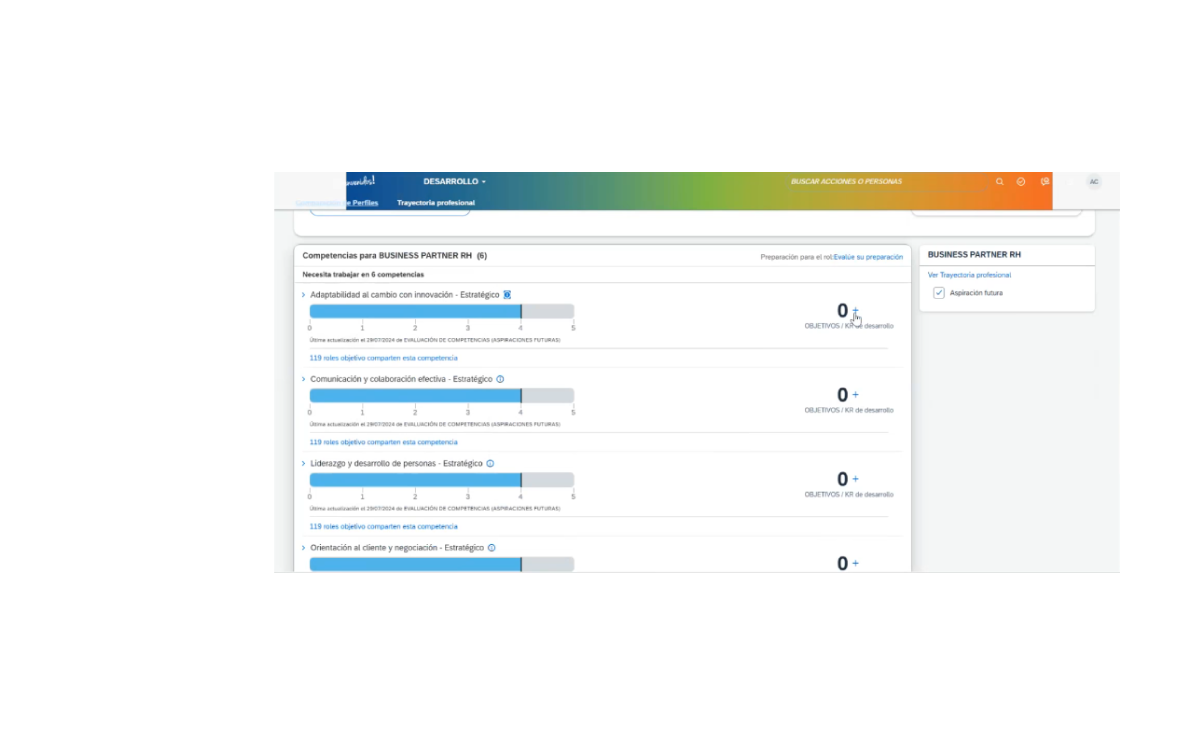 DESARROLLO
BUSCAR ACCIONES O PERSONAS
AC
de Perfiles
Trayectoria profesional
Competencias para BUSINESS PARTNER RH (6)
Preparación para el rol:Evalúe su preparación
Necesita trabajar en 6 competencias
Adaptabilidad al cambio con innovación - Estratégico
0 +
0 1 2 3 4 5
OBJETIVOS / KR de desarrollo
Última actualización el 29/07/2024 de EVALUACIÓN DE COMPETENCIAS (ASPIRACIONES FUTURAS)
119 roles objetivo comparten esta competencia
Comunicación y colaboración efectiva - Estratégico
0 +
0 1 2 3 4 5
OBJETIVOS / KR de desarrollo
Última actualización el 29/07/2024 de EVALUACIÓN DE COMPETENCIAS (ASPIRACIONES FUTURAS)
119 roles objetivo comparten esta competencia
Liderazgo y desarrollo de personas - Estratégico
0 +
0 1 2 3 4 5
OBJETIVOS / KR de desarrollo
Última actualización el 29/07/2024 de EVALUACIÓN DE COMPETENCIAS (ASPIRACIONES FUTURAS)
119 roles objetivo comparten esta competencia
Orientación al cliente y negociación - Estratégico
0 +
BUSINESS PARTNER RH
Ver Trayectoria profesional
Aspiración futura